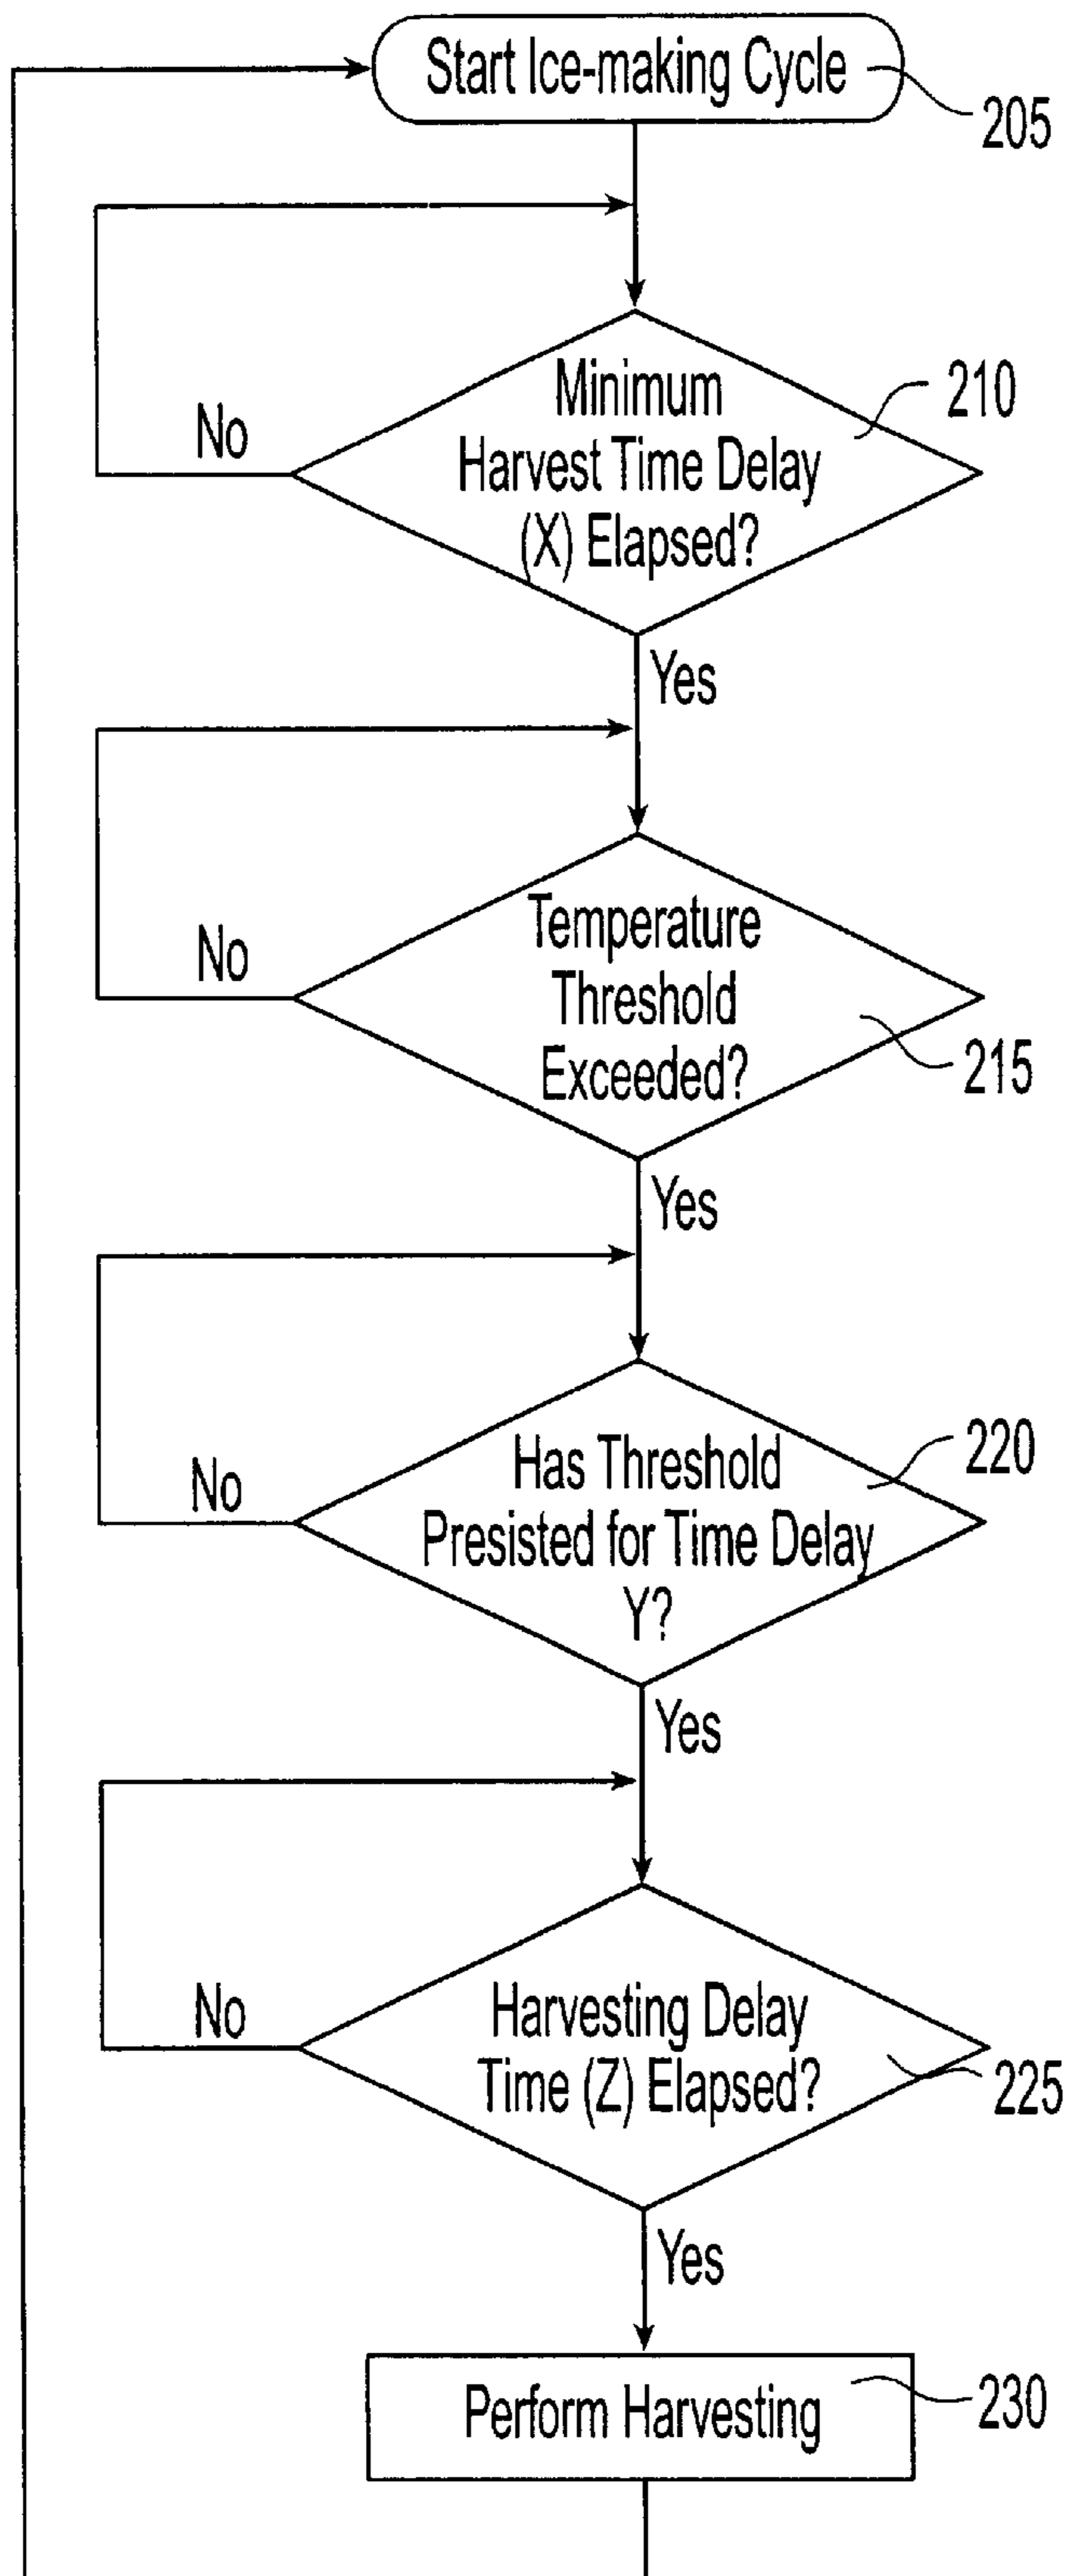 Start Ice-making Cycle
205
Minimum
Harvest Time Delay
(X) Elapsed?
210
No
Yes
Temperature
Threshold
Exceeded?
215
No
Yes
Has Threshold
Presisted for Time Delay
Y?
220
No
Yes
Harvesting Delay
Time (Z) Elapsed?
225
No
Yes
Perform Harvesting
230